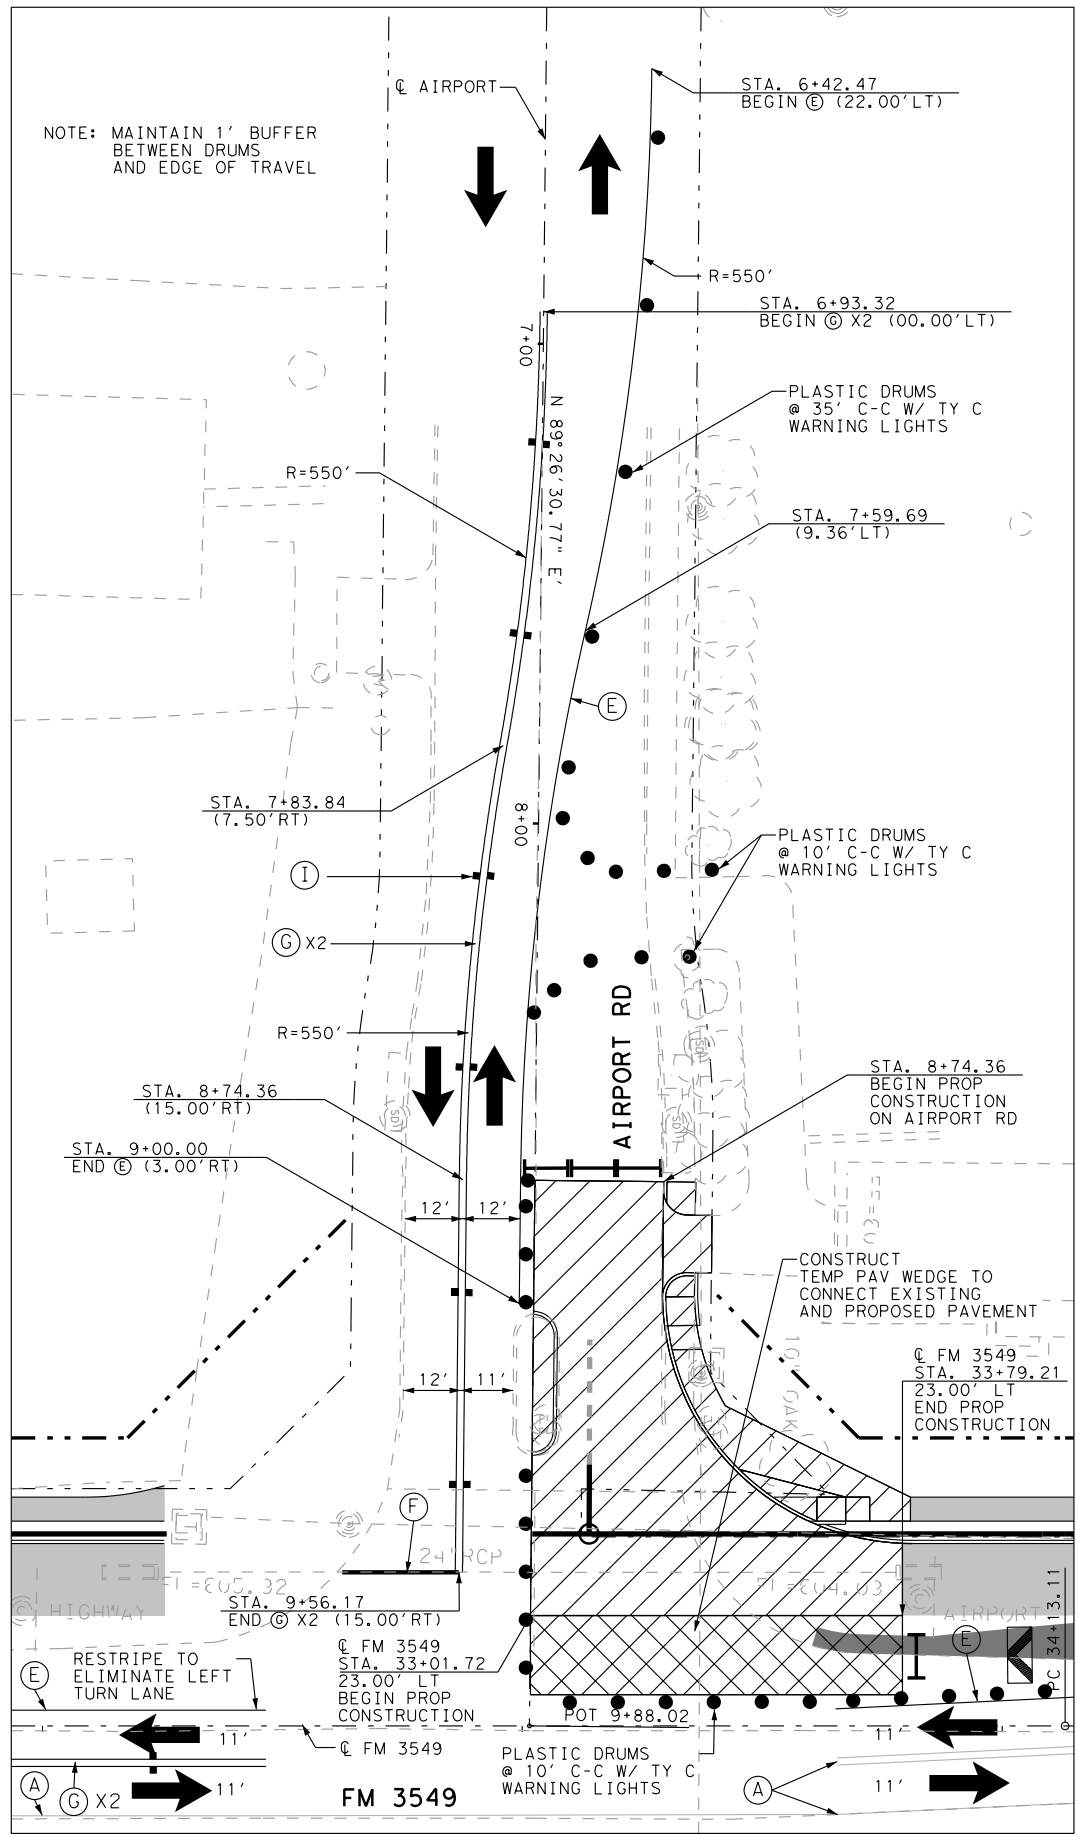 ℄ AIRPORT
STA. 6+42.47
BEGIN Ⓔ (22.00'LT)
NOTE: MAINTAIN 1' BUFFER
BETWEEN DRUMS
AND EDGE OF TRAVEL
R=550'
STA. 6+93.32
BEGIN Ⓖ X2 (00.00'LT)
7+00
N 89°26'30.77" E'
PLASTIC DRUMS
@ 35' C-C W/ TY C
WARNING LIGHTS
R=550'
STA. 7+59.69
(9.36'LT)
E
STA. 7+83.84
(7.50'RT)
8+00
PLASTIC DRUMS
@ 10' C-C W/ TY C
WARNING LIGHTS
I
G X2
AIRPORT RD
R=550'
STA. 8+74.36
(15.00'RT)
STA. 8+74.36
BEGIN PROP
CONSTRUCTION
ON AIRPORT RD
STA. 9+00.00
END Ⓔ (3.00'RT)
12' 12'
CONSTRUCT
TEMP PAV WEDGE TO
CONNECT EXISTING
AND PROPOSED PAVEMENT
10" OAK
℄ FM 3549
STA. 33+79.21
23.00' LT
END PROP
CONSTRUCTION
12' 11'
F
24"RCP
HIGHWAY
AIRPORT
STA. 9+56.17
END Ⓖ X2 (15.00'RT)
℄ FM 3549
STA. 33+01.72
23.00' LT
BEGIN PROP
CONSTRUCTION
PC 34+13.11
E
RESTRIPE TO
ELIMINATE LEFT
TURN LANE
E
POT 9+88.02
11'
℄ FM 3549
11'
PLASTIC DRUMS
@ 10' C-C W/ TY C
WARNING LIGHTS
A
G X2
11'
FM 3549
A
11'